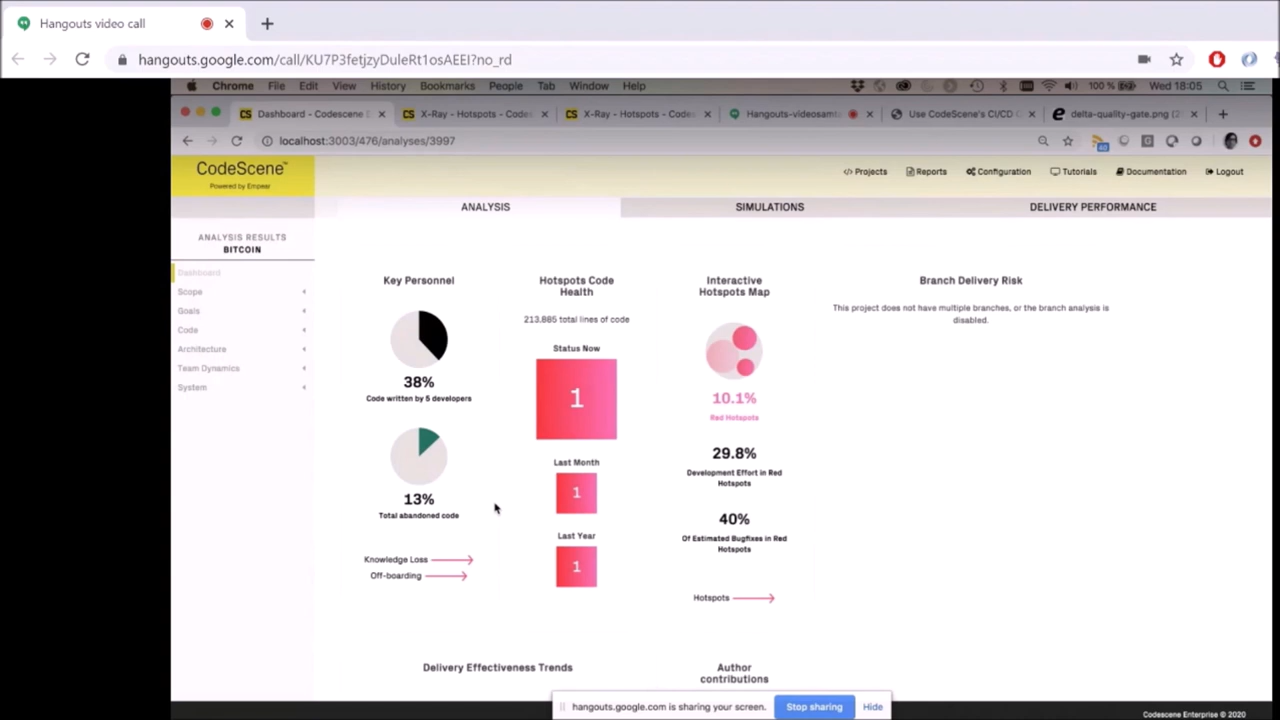 Hangouts video call
hangouts.google.com/call/KU7P3fetjzyDuleRt1osAEEI?no_rd
Chrome File Edit View History Bookmarks People Tab Window Help
100 % Wed 18:05
CS Dashboard - Codescene E
CS X-Ray - Hotspots - Codes
CS X-Ray - Hotspots - Codes
Hangouts-videosamta
Use CodeScene's CI/CD C
delta-quality-gate.png (2
localhost:3003/476/analyses/3997
CodeScene™
Powered by Empear
Projects Reports Configuration Tutorials Documentation Logout
ANALYSIS SIMULATIONS DELIVERY PERFORMANCE
ANALYSIS RESULTS
BITCOIN
Dashboard
Scope
Goals
Code
Architecture
Team Dynamics
System
Key Personnel
38%
Code written by 5 developers
13%
Total abandoned code
Knowledge Loss
Off-boarding
Hotspots Code
Health
213.885 total lines of code
Status Now
1
Last Month
1
Last Year
1
Interactive
Hotspots Map
10.1%
Red Hotspots
29.8%
Development Effort in Red
Hotspots
40%
Of Estimated Bugfixes in Red
Hotspots
Hotspots
Branch Delivery Risk
This project does not have multiple branches, or the branch analysis is
disabled.
Delivery Effectiveness Trends
Author
contributions
hangouts.google.com is sharing your screen. Stop sharing Hide
Codescene Enterprise © 2020